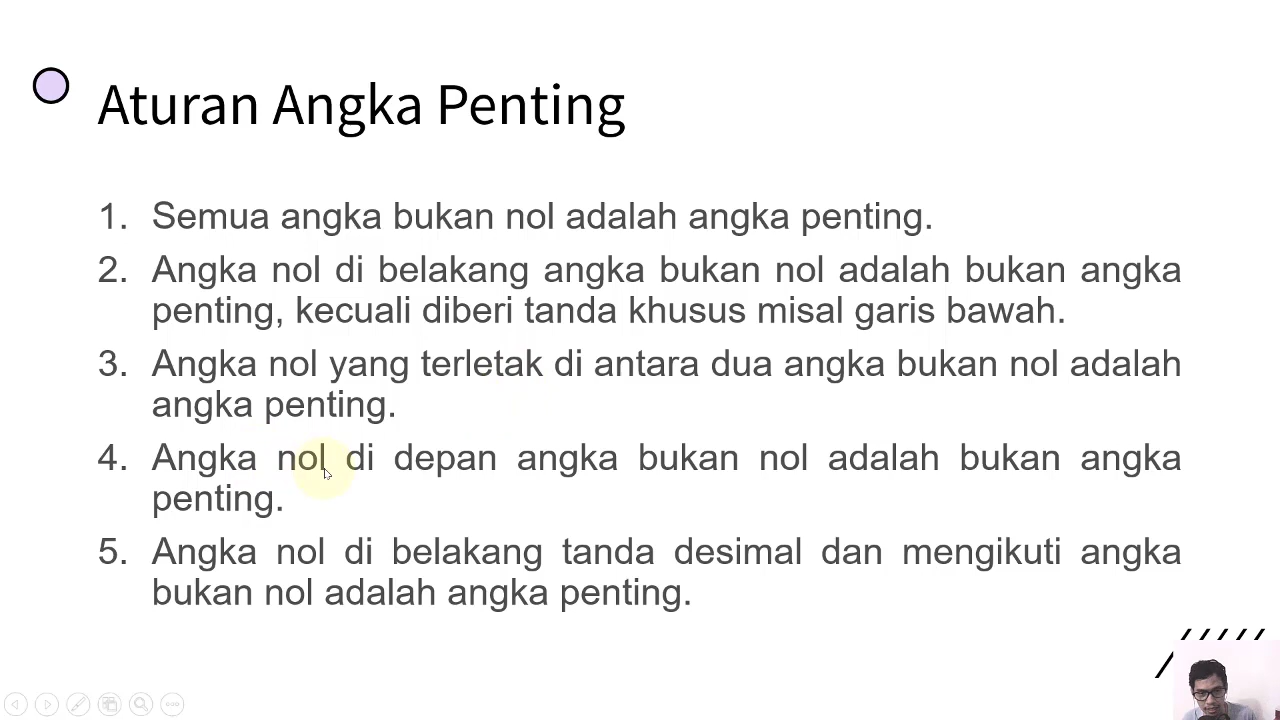 Aturan Angka Penting
1. Semua angka bukan nol adalah angka penting.
2. Angka nol di belakang angka bukan nol adalah bukan angka
penting, kecuali diberi tanda khusus misal garis bawah.
3. Angka nol yang terletak di antara dua angka bukan nol adalah
angka penting.
4. Angka nol di depan angka bukan nol adalah bukan angka
penting.
5. Angka nol di belakang tanda desimal dan mengikuti angka
bukan nol adalah angka penting.